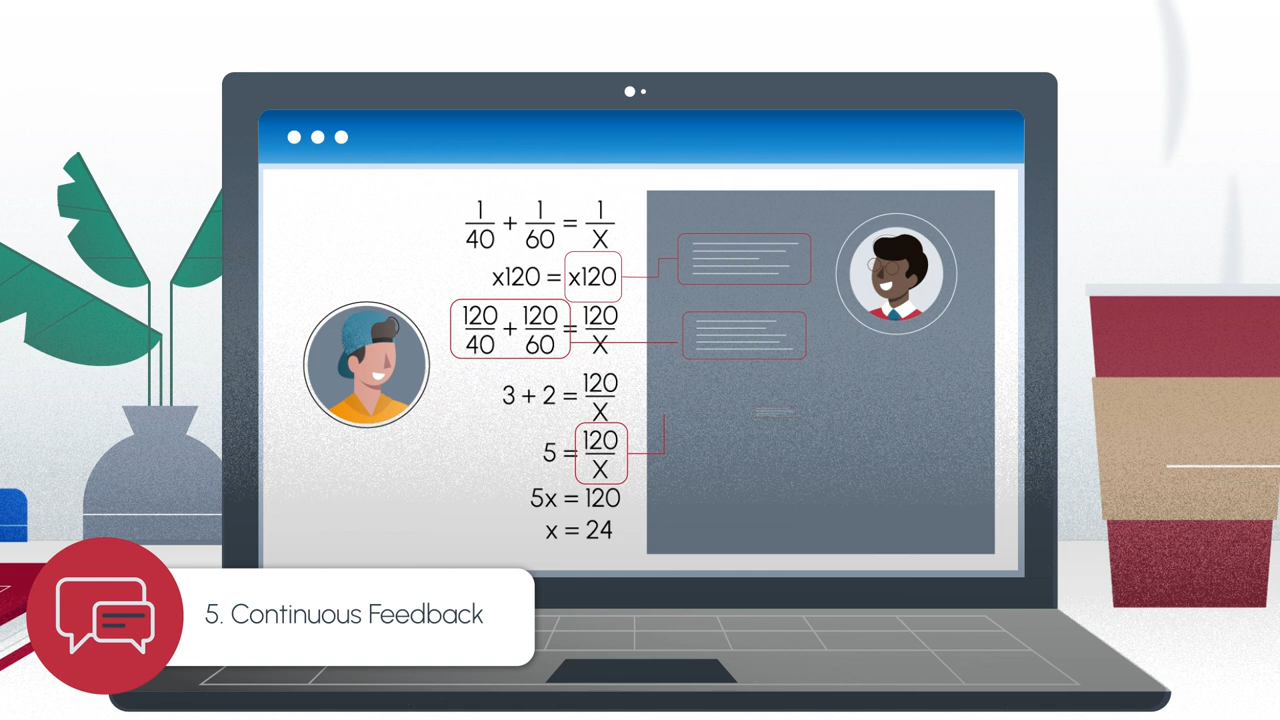 1/40 + 1/60 = 1/X
x120 = x120
120/40 + 120/60 = 120/X
3 + 2 = 120/X
5 = 120/X
5x = 120
x = 24
5. Continuous Feedback